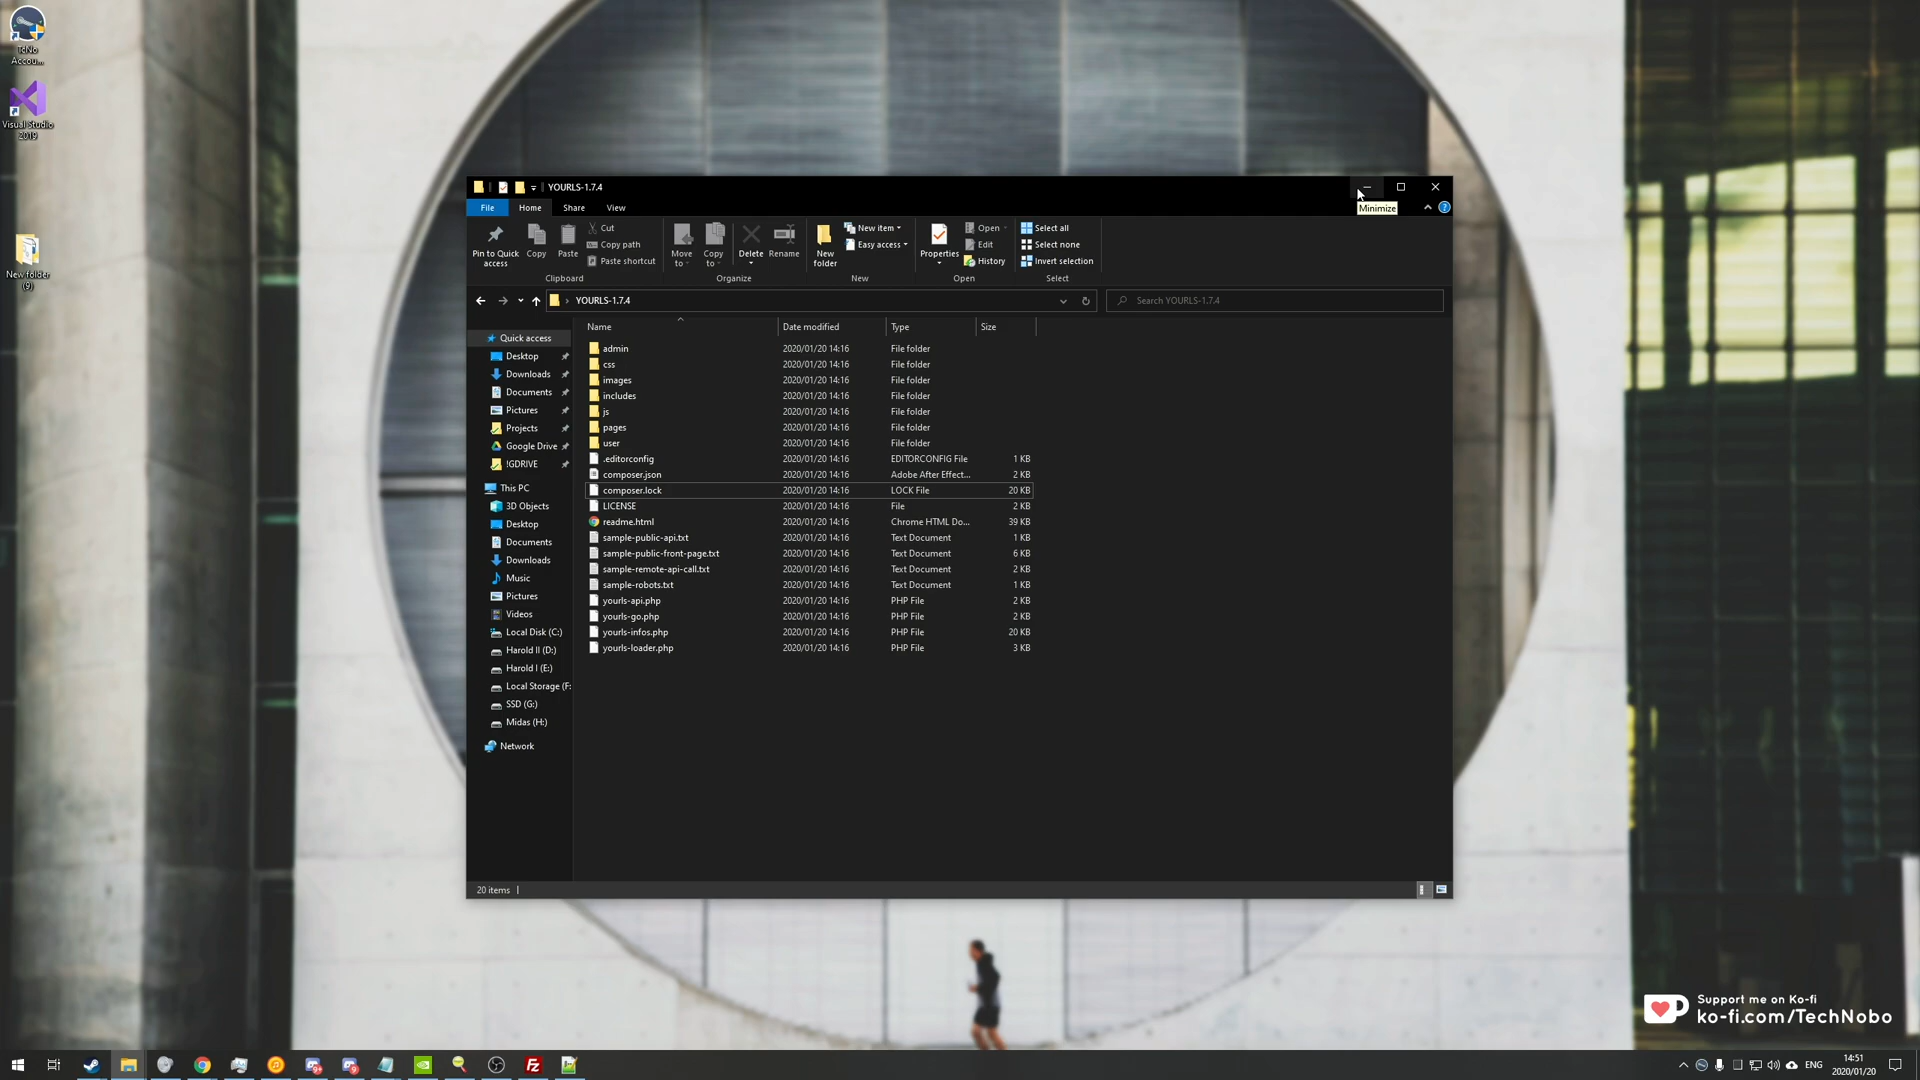 TcNo
Accou...
Visual Studio
2019
New folder
(9)
YOURLS-1.7.4
Minimize
File
Home
Share
View
Pin to Quick
access
Copy
Paste
Cut
Copy path
Paste shortcut
Clipboard
Move
to
Copy
to
Delete
Rename
Organize
New
folder
New item
Easy access
New
Properties
Open
Edit
History
Open
Select all
Select none
Invert selection
Select
YOURLS-1.7.4
Search YOURLS-1.7.4
Quick access
Desktop
Downloads
Documents
Pictures
Projects
Google Drive
!GDRIVE
This PC
3D Objects
Desktop
Documents
Downloads
Music
Pictures
Videos
Local Disk (C:)
Harold II (D:)
Harold I (E:)
Local Storage (F:
SSD (G:)
Midas (H:)
Network
Name Date modified Type Size
admin 2020/01/20 14:16 File folder
css 2020/01/20 14:16 File folder
images 2020/01/20 14:16 File folder
includes 2020/01/20 14:16 File folder
js 2020/01/20 14:16 File folder
pages 2020/01/20 14:16 File folder
user 2020/01/20 14:16 File folder
.editorconfig 2020/01/20 14:16 EDITORCONFIG File 1 KB
composer.json 2020/01/20 14:16 Adobe After Effect... 2 KB
composer.lock 2020/01/20 14:16 LOCK File 20 KB
LICENSE 2020/01/20 14:16 File 2 KB
readme.html 2020/01/20 14:16 Chrome HTML Do... 39 KB
sample-public-api.txt 2020/01/20 14:16 Text Document 1 KB
sample-public-front-page.txt 2020/01/20 14:16 Text Document 6 KB
sample-remote-api-call.txt 2020/01/20 14:16 Text Document 2 KB
sample-robots.txt 2020/01/20 14:16 Text Document 1 KB
yourls-api.php 2020/01/20 14:16 PHP File 2 KB
yourls-go.php 2020/01/20 14:16 PHP File 2 KB
yourls-infos.php 2020/01/20 14:16 PHP File 20 KB
yourls-loader.php 2020/01/20 14:16 PHP File 3 KB
20 items
Support me on Ko-fi
ko-fi.com/TechNobo
ENG
14:51
2020/01/20